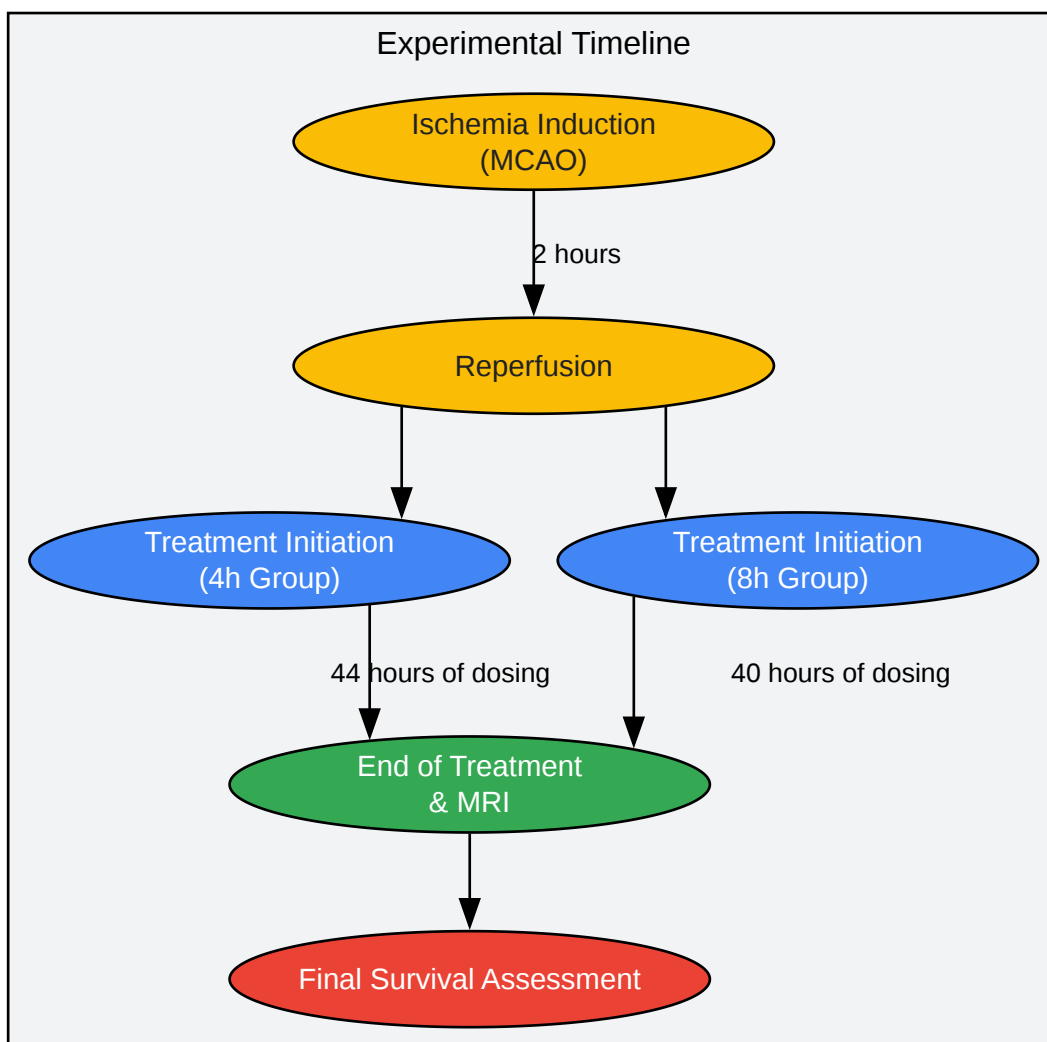 Experimental Timeline
Ischemia Induction
(MCAO)
2 hours
Reperfusion
Treatment Initiation
(4h Group)
Treatment Initiation
(8h Group)
44 hours of dosing
40 hours of dosing
End of Treatment
& MRI
Final Survival Assessment